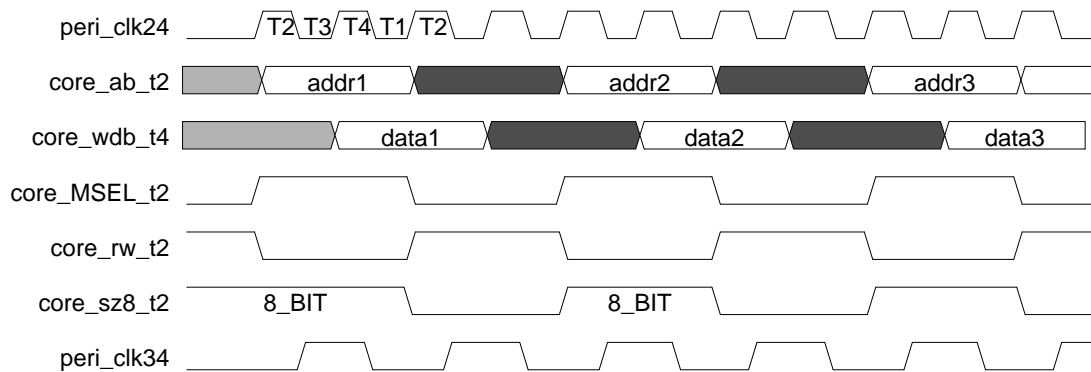 peri_clk24 T2 T3 T4 T1 T2
core_ab_t2 addr1 addr2 addr3
core_wdb_t4 data1 data2 data3
core_MSEL_t2
core_rw_t2
core_sz8_t2 8_BIT 8_BIT
peri_clk34